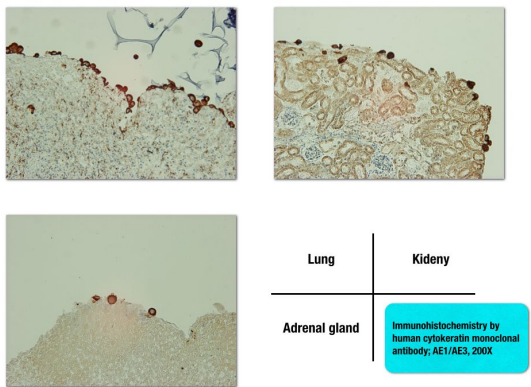 Lung
Kideny
Adrenal gland
Immunohistochemistry by
human cytokeratin monoclonal
antibody; AE1/AE3, 200X